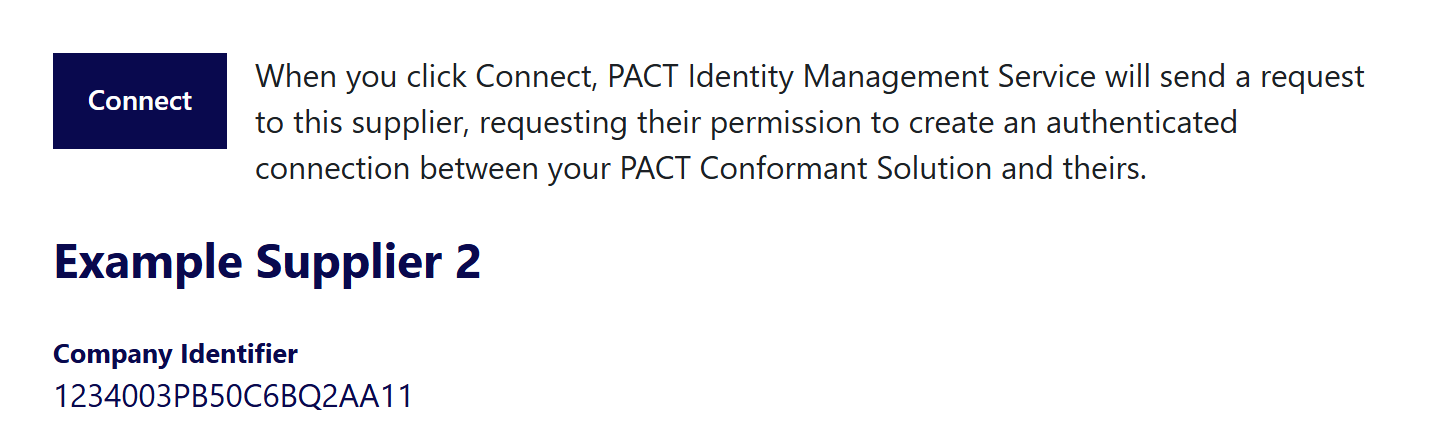 Connect
When you click Connect, PACT Identity Management Service will send a request
to this supplier, requesting their permission to create an authenticated
connection between your PACT Conformant Solution and theirs.
Example Supplier 2
Company Identifier
1234003PB50C6BQ2AA11